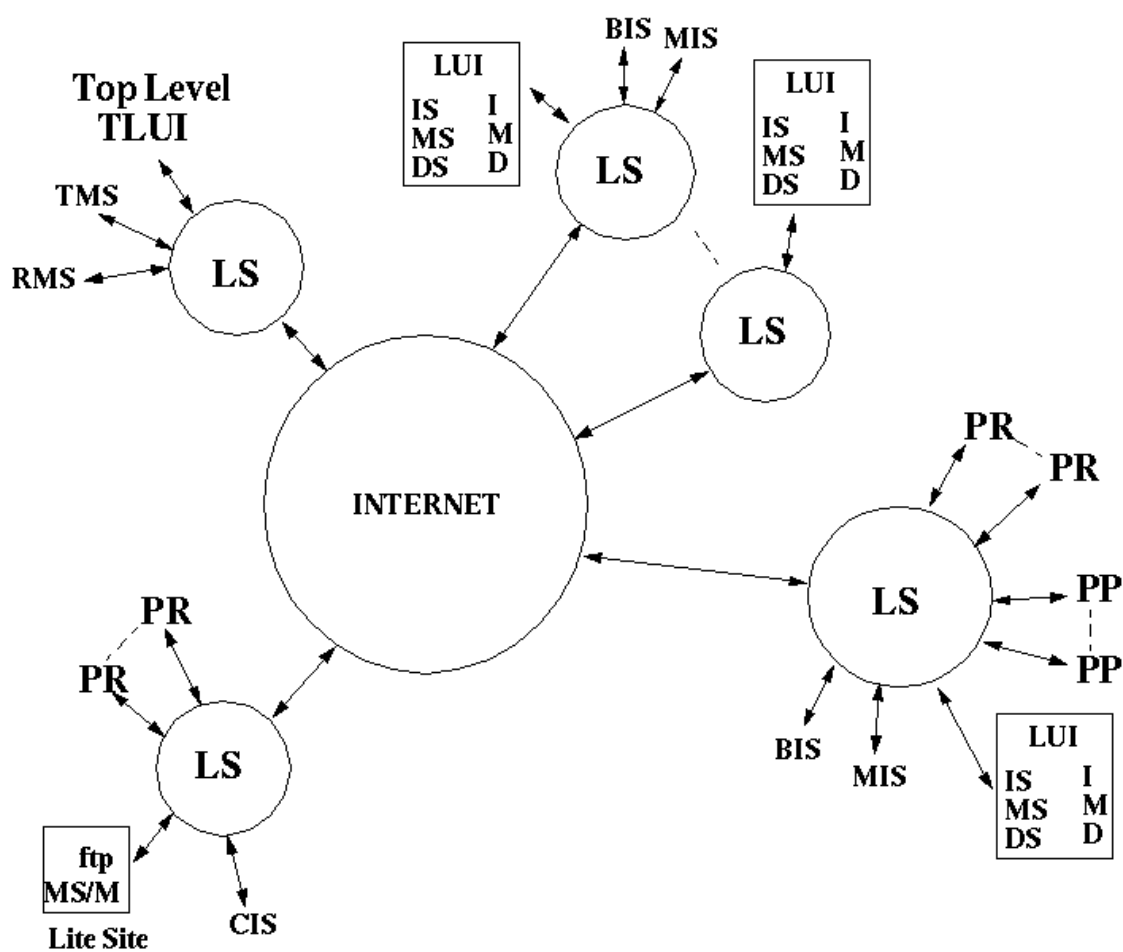 BIS
MIS
LUI
IS I
MS M
DS D
LUI
IS I
MS M
DS D
Top Level
TLUI
TMS
RMS
LS
LS
LS
INTERNET
PR
PR
LS
PP
PP
BIS
MIS
LUI
IS I
MS M
DS D
PR
PR
LS
ftp
MS/M
Lite Site
CIS